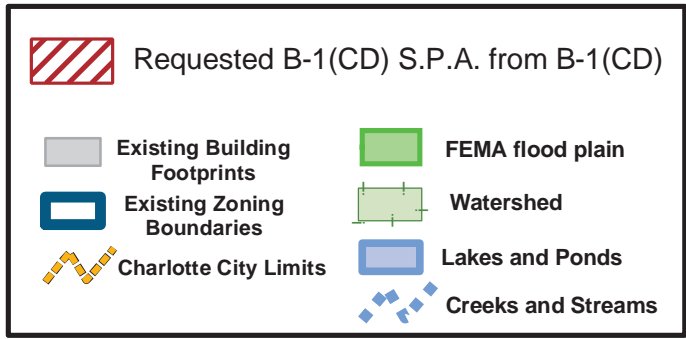 Requested B-1(CD) S.P.A. from B-1(CD)
Existing Building
Footprints
Existing Zoning
Boundaries
Charlotte City Limits
FEMA flood plain
Watershed
Lakes and Ponds
Creeks and Streams